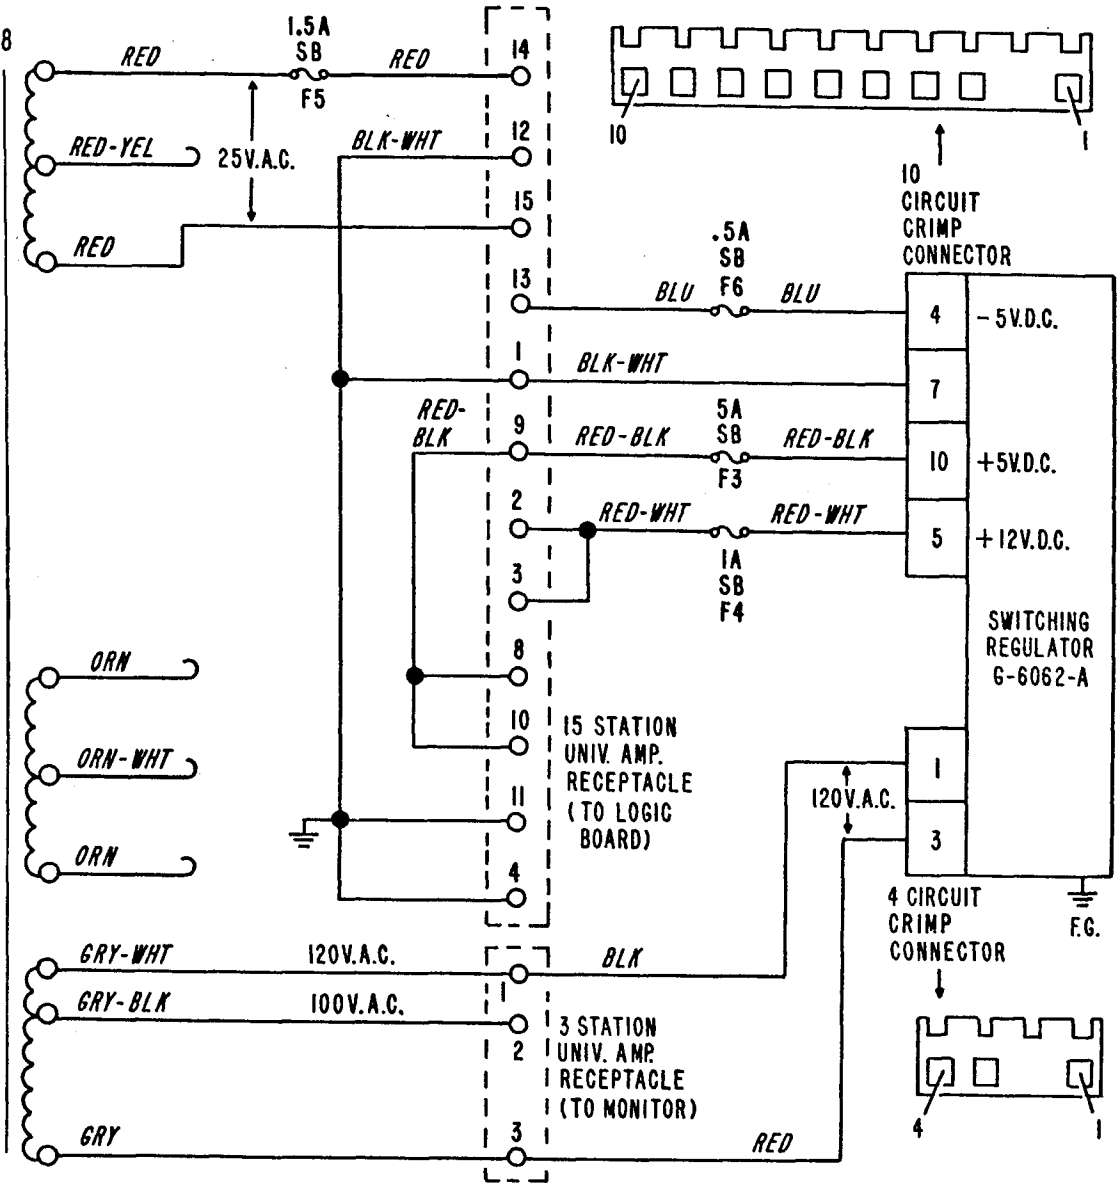 8
RED
1.5A
SB
F5
RED
14
RED-YEL
25V.A.C.
BLK-WHT
12
RED
15
10
1
10
CIRCUIT
CRIMP
CONNECTOR
13
BLU
.5A
SB
F6
BLU
4
-5V.D.C.
1
BLK-WHT
7
RED-
BLK
9
RED-BLK
5A
SB
F3
RED-BLK
10
+5V.D.C.
2
RED-WHT
1A
SB
F4
RED-WHT
5
+12V.D.C.
3
SWITCHING
REGULATOR
G-6062-A
ORN
8
10
15 STATION
UNIV. AMP.
RECEPTACLE
(TO LOGIC
BOARD)
ORN-WHT
11
ORN
4
1
120V.A.C.
3
F.G.
4 CIRCUIT
CRIMP
CONNECTOR
GRY-WHT
120V.A.C.
BLK
1
GRY-BLK
100V.A.C.
2
3 STATION
UNIV. AMP.
RECEPTACLE
(TO MONITOR)
4
1
GRY
3
RED